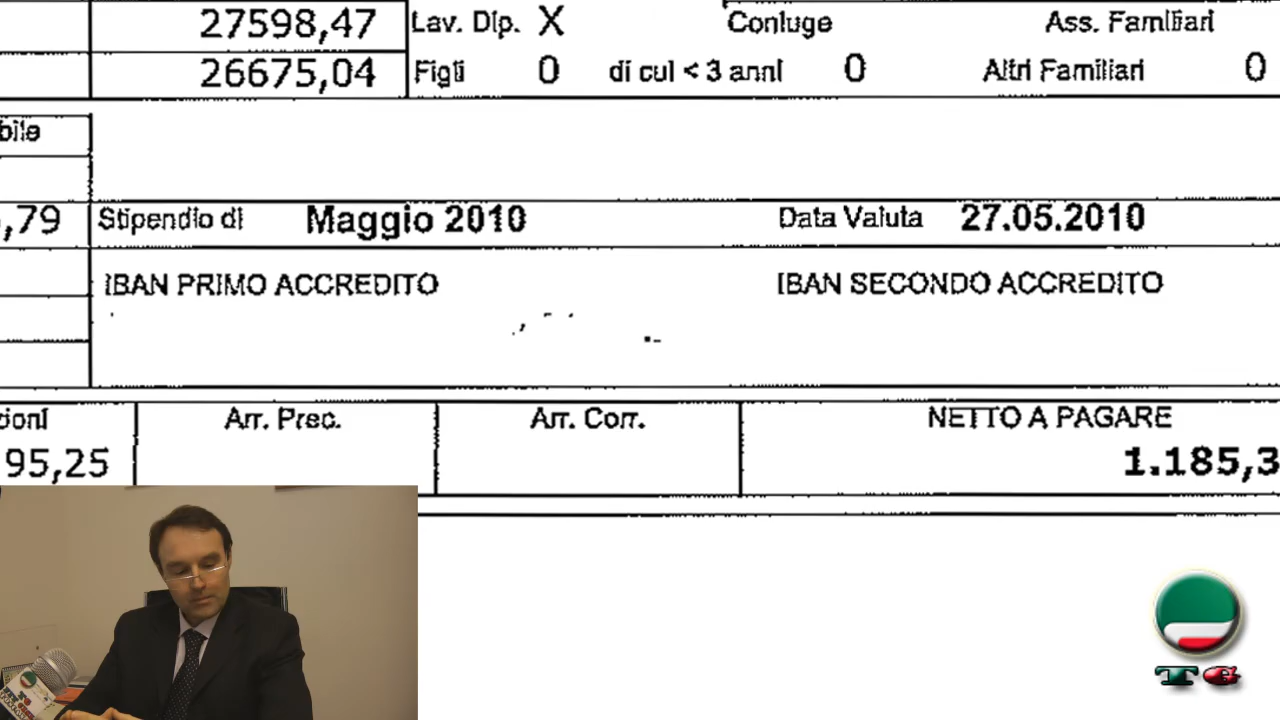 27598,47 Lav. Dip. X Coniuge Ass. Familiari
26675,04 Figli 0 di cui < 3 anni 0 Altri Familiari 0
bile
,79 Stipendio di Maggio 2010 Data Valuta 27.05.2010
IBAN PRIMO ACCREDITO IBAN SECONDO ACCREDITO
zioni Arr. Prec. Arr. Corr. NETTO A PAGARE
95,25 1.185,3
TG